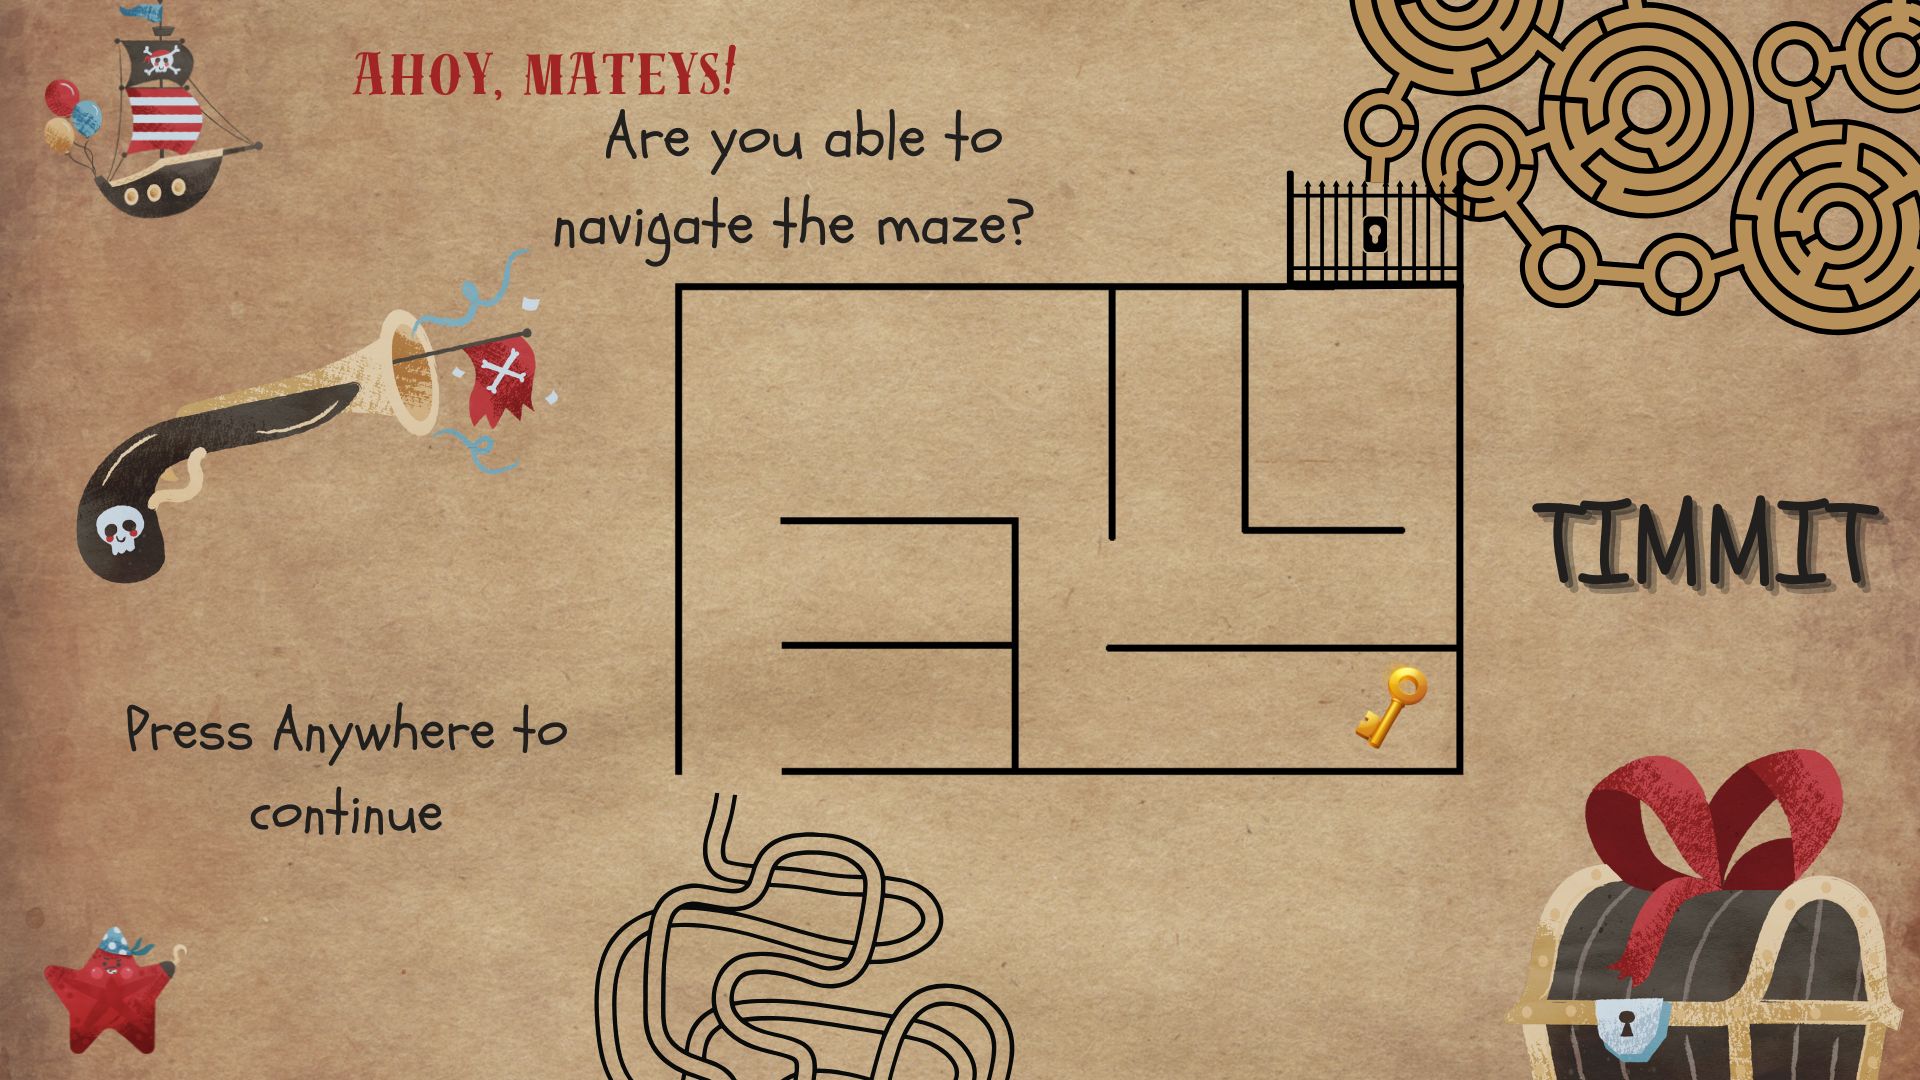 AHOY, MATEYS!
Are you able to
navigate the maze?
TIMMIT
Press Anywhere to
continue